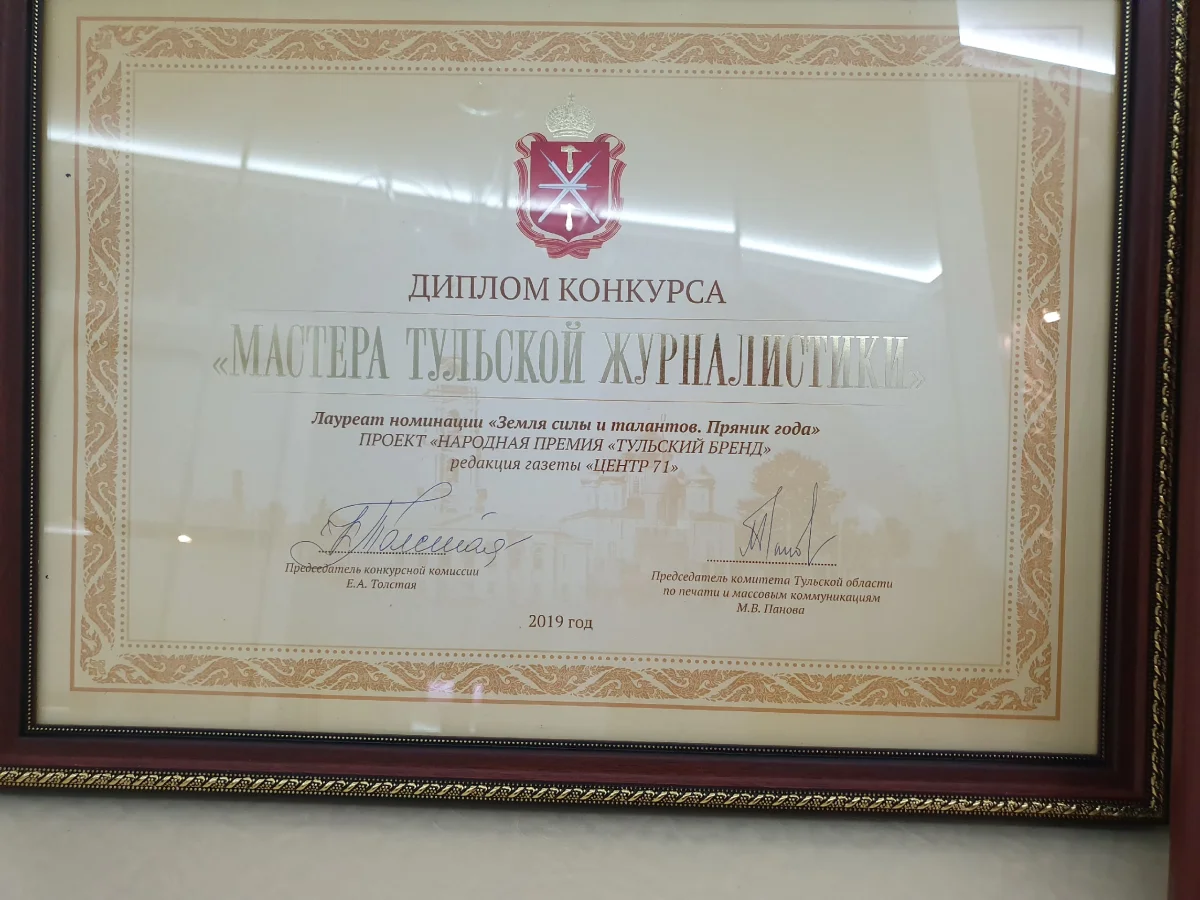 ДИПЛОМ КОНКУРСА
«МАСТЕРА ТУЛЬСКОЙ ЖУРНАЛИСТИКИ»
Лауреат номинации «Земля силы и талантов. Пряник года»
ПРОЕКТ «НАРОДНАЯ ПРЕМИЯ «ТУЛЬСКИЙ БРЕНД»
редакция газеты «ЦЕНТР 71»
Председатель конкурсной комиссии
Е.А. Толстая
Председатель комитета Тульской области
по печати и массовым коммуникациям
М.В. Панова
2019 год